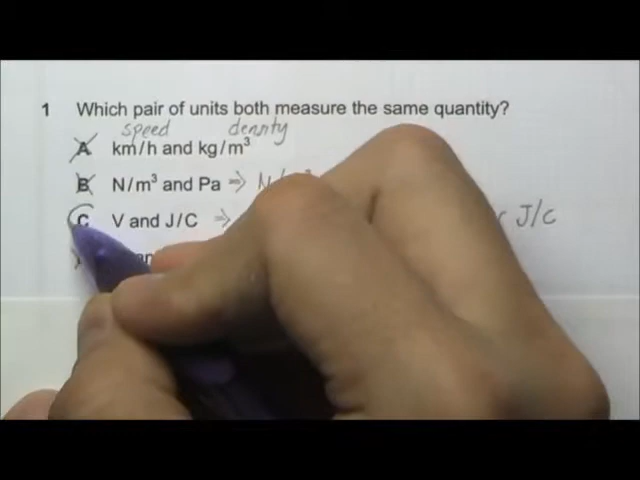 1 Which pair of units both measure the same quantity?
speed density
A km/h and kg/m³
B N/m³ and Pa ⇒
C V and J/C ⇒ J/C